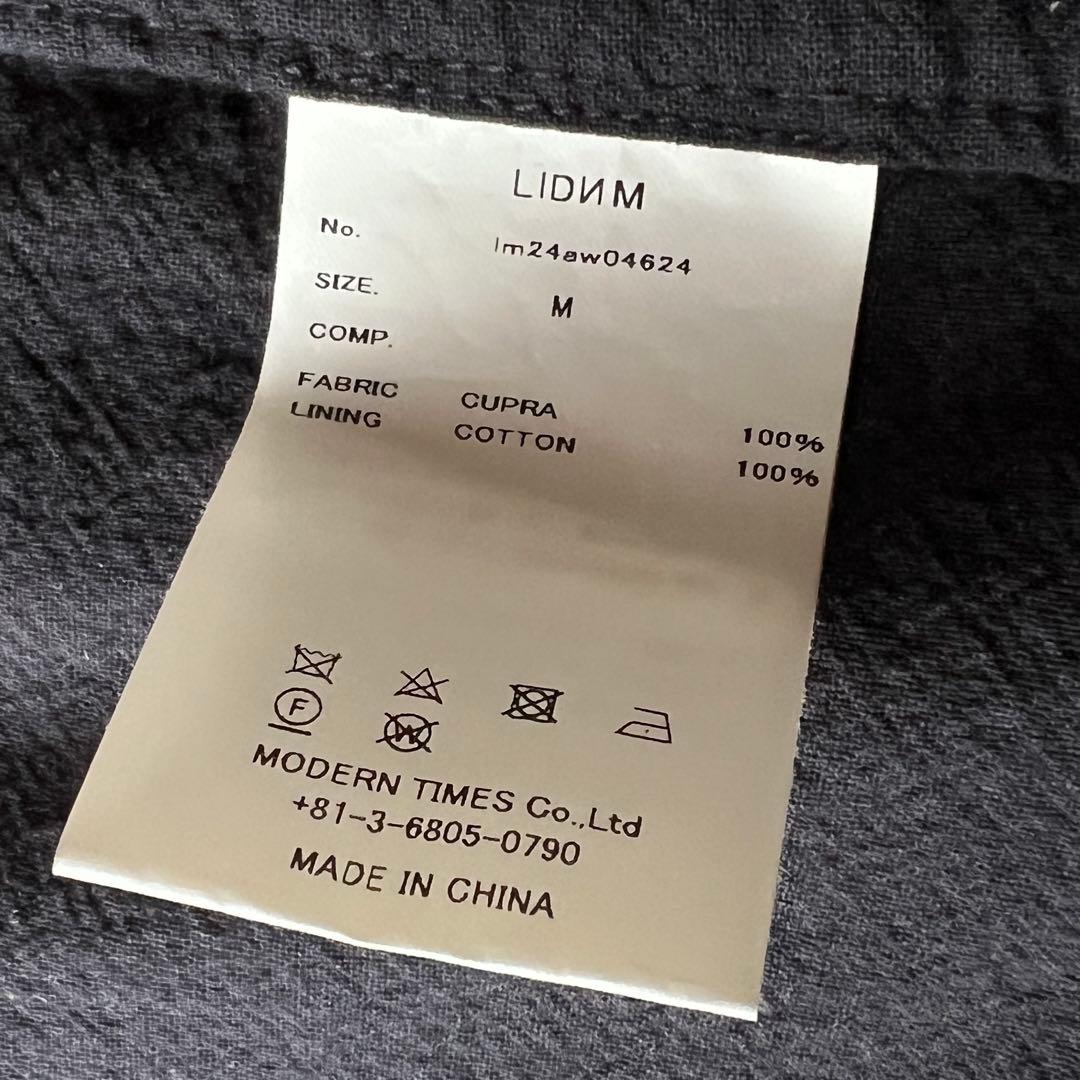 LIDИM
No. lm24aw04624
SIZE. M
COMP.
FABRIC CUPRA 100%
LINING COTTON 100%
F
W
MODERN TIMES Co.,Ltd
+81-3-6805-0790
MADE IN CHINA